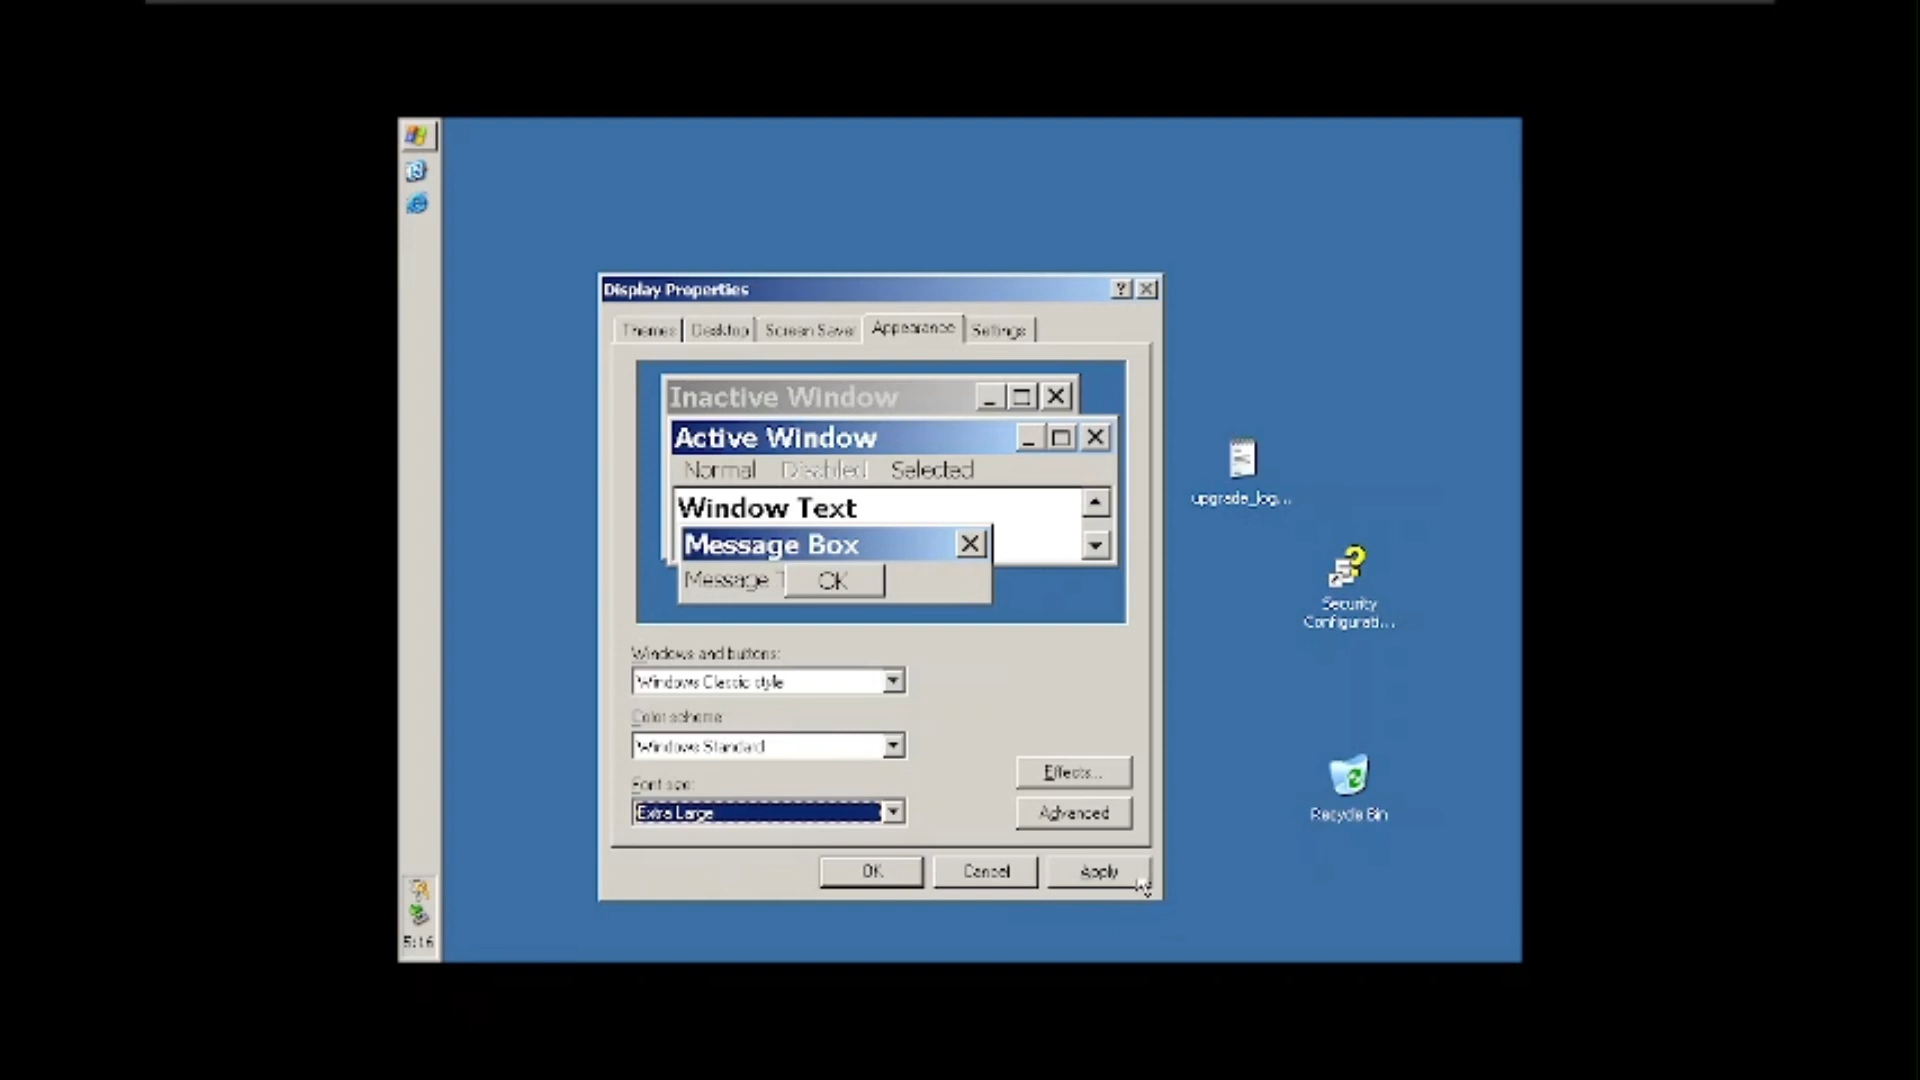 Display Properties
Themes Desktop Screen Saver Appearance Settings
Inactive Window
Active Window
Normal Disabled Selected
Window Text
Message Box
Message T OK
Windows and buttons:
Windows Classic style
Color scheme:
Windows Standard
Font size:
Extra Large
Effects...
Advanced
OK Cancel Apply
upgrade_log...
Security
Configurati...
Recycle Bin
5:16